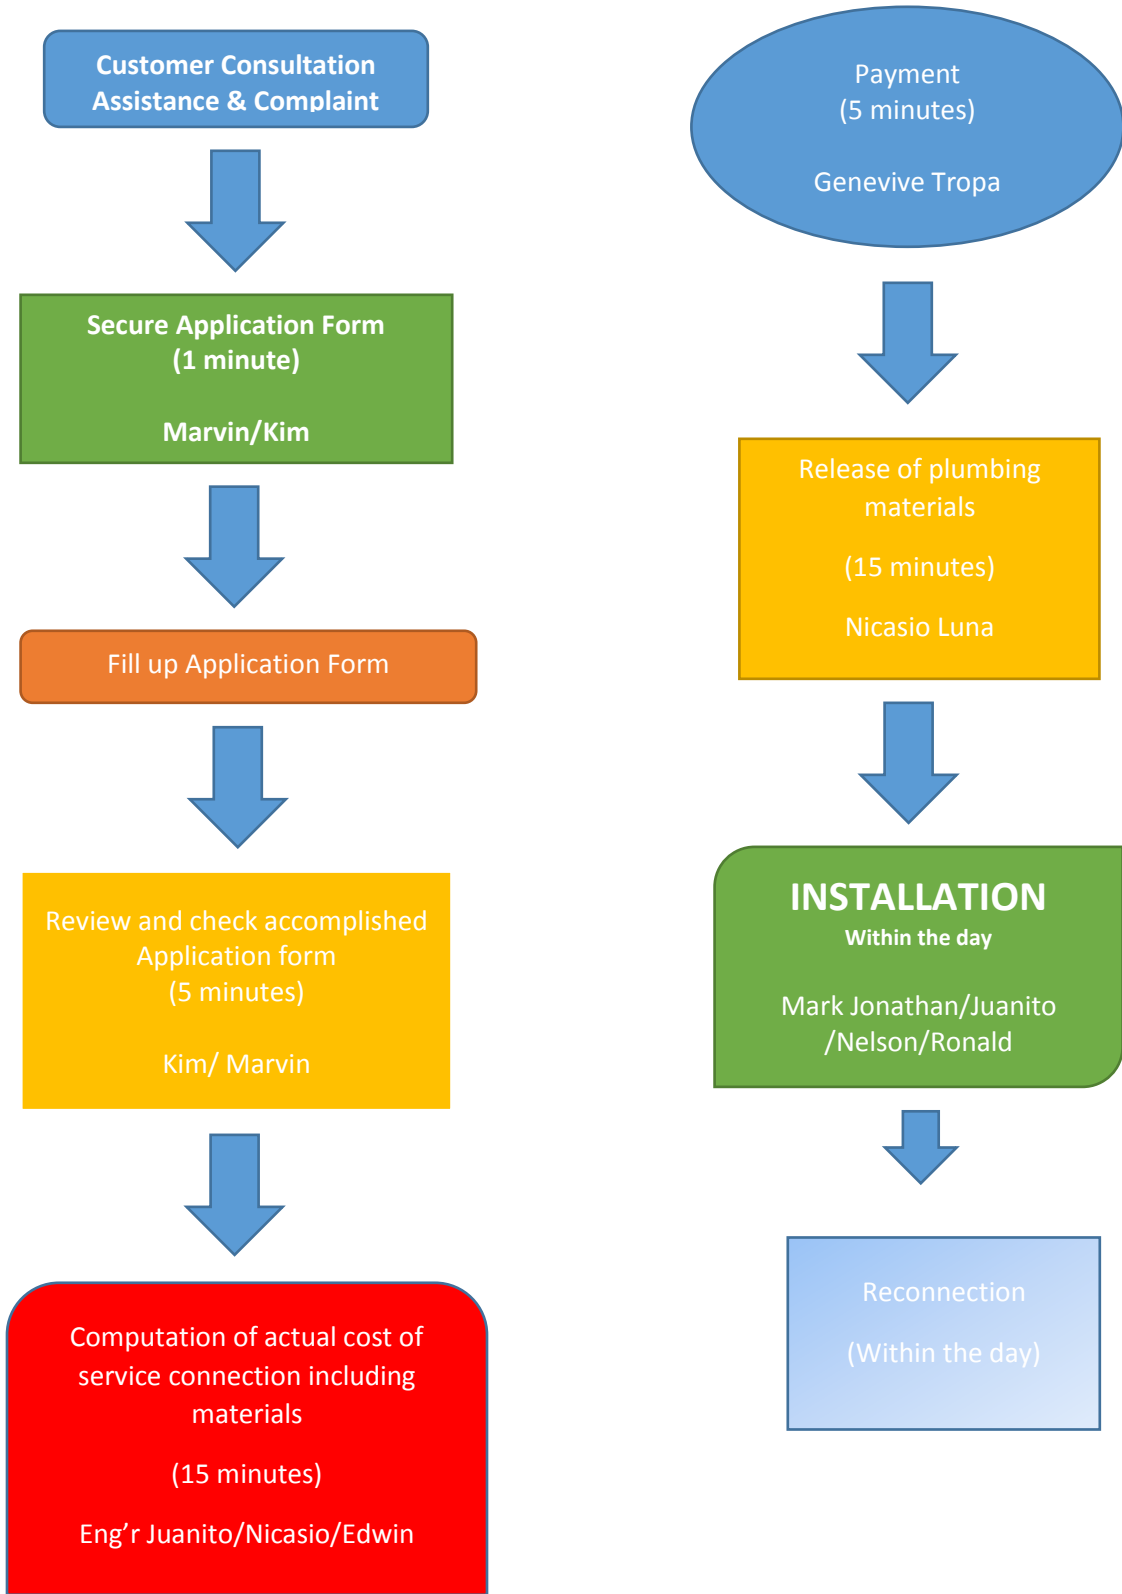 Customer Consultation
Assistance & Complaint
Secure Application Form
(1 minute)
Marvin/Kim
Fill up Application Form
Review and check accomplished
Application form
(5 minutes)
Kim/ Marvin
Computation of actual cost of
service connection including
materials
(15 minutes)
Eng’r Juanito/Nicasio/Edwin
Payment
(5 minutes)
Genevive Tropa
Release of plumbing
materials
(15 minutes)
Nicasio Luna
INSTALLATION
Within the day
Mark Jonathan/Juanito
/Nelson/Ronald
Reconnection
(Within the day)